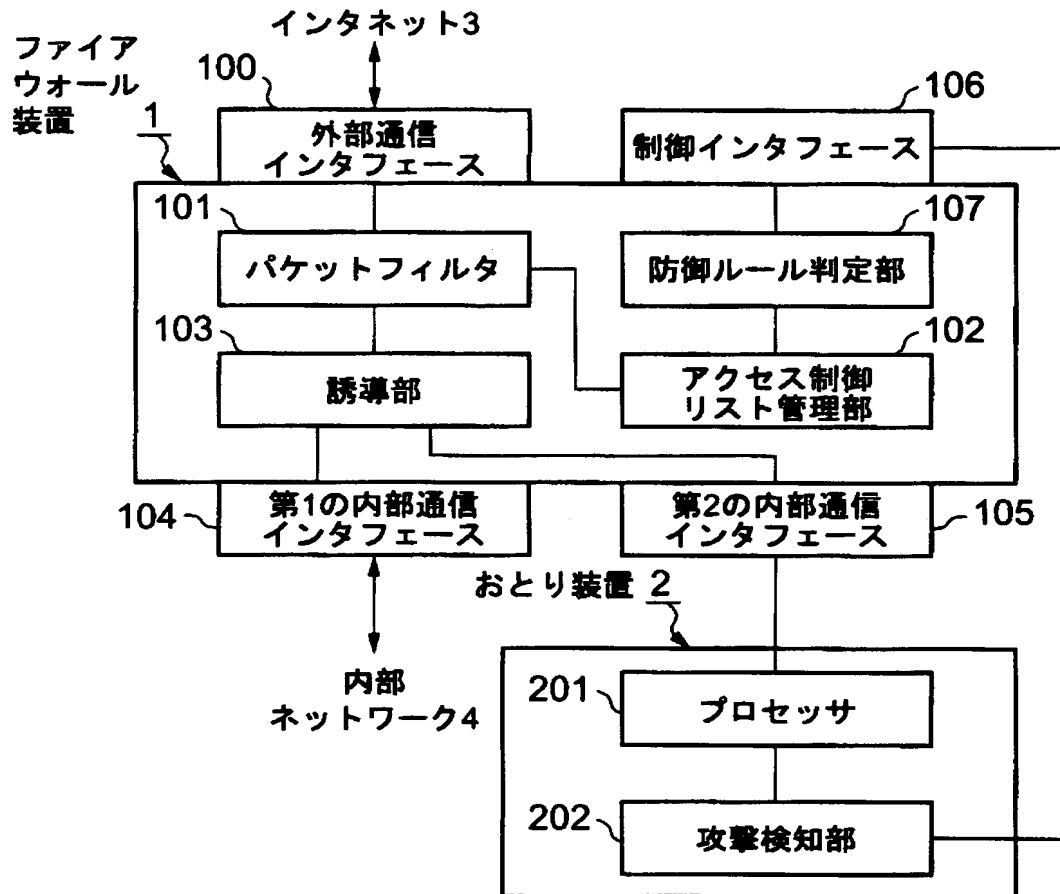 インタネット3
ファイア
ウォール
装置
1
100
外部通信
インタフェース
106
制御インタフェース
101
パケットフィルタ
107
防御ルール判定部
103
誘導部
102
アクセス制御
リスト管理部
104
第1の内部通信
インタフェース
第2の内部通信
インタフェース
105
おとり装置 2
内部
ネットワーク4
201
プロセッサ
202
攻撃検知部